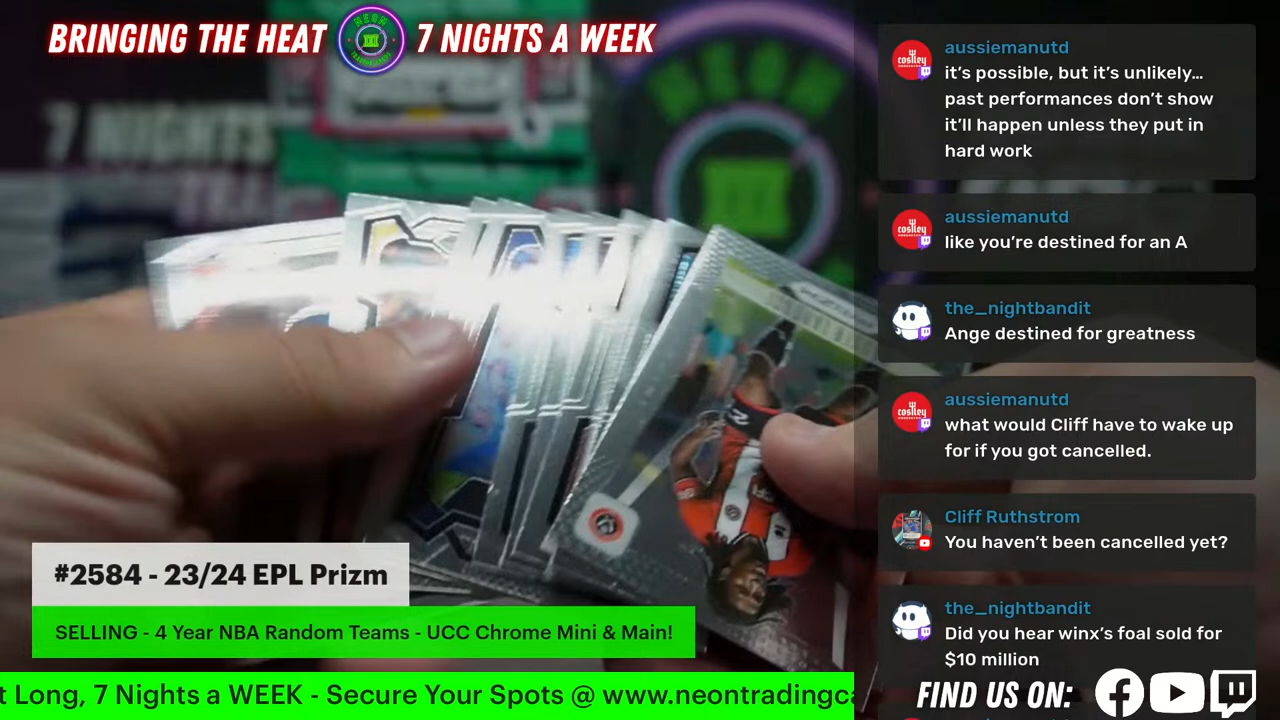 BRINGING THE HEAT
NEON
7 NIGHTS A WEEK
7 NIGHTS
aussiemanutd
it’s possible, but it’s unlikely…
past performances don’t show
it’ll happen unless they put in
hard work
aussiemanutd
like you’re destined for an A
the_nightbandit
Ange destined for greatness
aussiemanutd
what would Cliff have to wake up
for if you got cancelled.
Cliff Ruthstrom
You haven’t been cancelled yet?
the_nightbandit
Did you hear winx’s foal sold for
$10 million
#2584 - 23/24 EPL Prizm
SELLING - 4 Year NBA Random Teams - UCC Chrome Mini & Main!
t Long, 7 Nights a WEEK - Secure Your Spots @ www.neontradingca
FIND US ON: